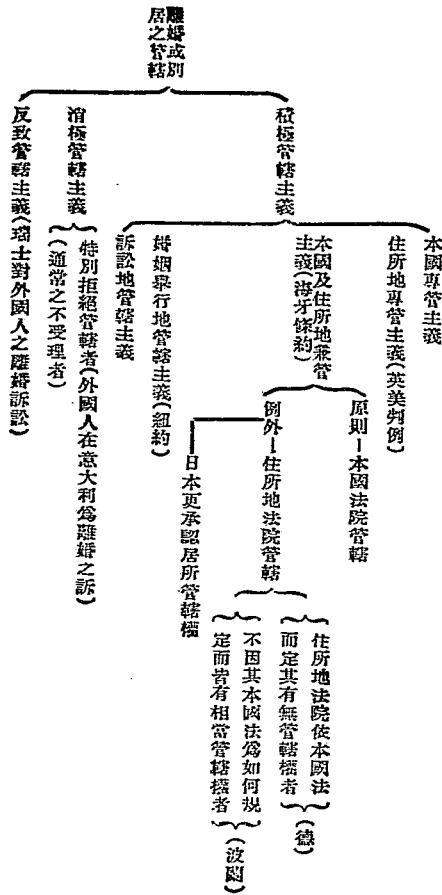 離婚或別
居之管轄
積極管轄主義
本國專管主義
住所地專管主義(英美判例)
本國及住所地兼管
主義(海牙條約)
原則—本國法院管轄
例外—住所地法院管轄
住所地法院依本國法
而定其有無管轄權者
(德)
不因其本國法爲如何規
定而皆有相當管轄權者
(波蘭)
日本更承認居所管轄權
婚姻舉行地管轄主義(紐約)
訴訟地管轄主義
消極管轄主義
特別拒絕管轄者(外國人在意大利爲離婚之訴)
(通常之不受理者)
反致管轄主義(瑞士對外國人之離婚訴訟)